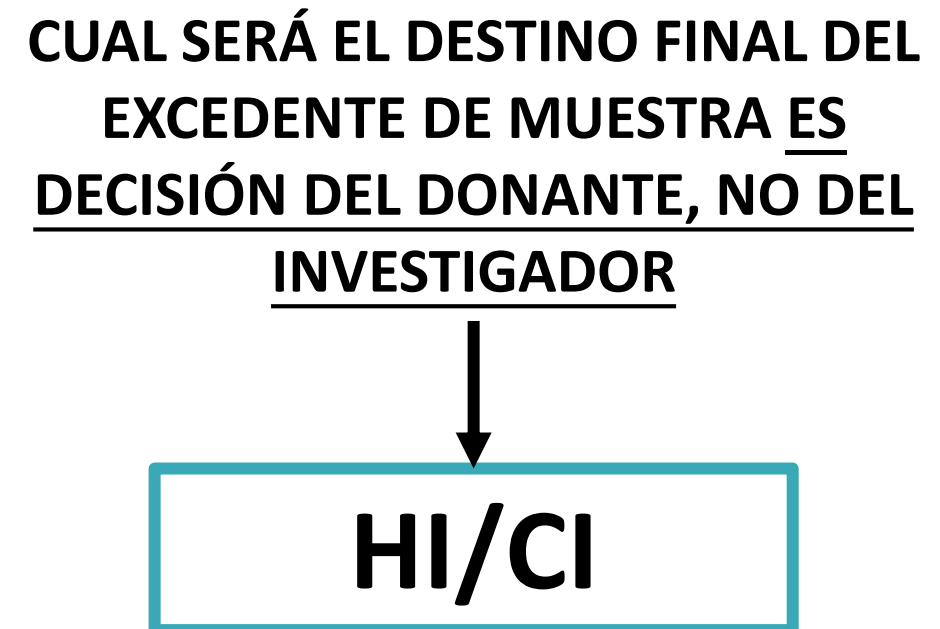 CUAL SERÁ EL DESTINO FINAL DEL
EXCEDENTE DE MUESTRA ES
DECISIÓN DEL DONANTE, NO DEL
INVESTIGADOR
HI/CI